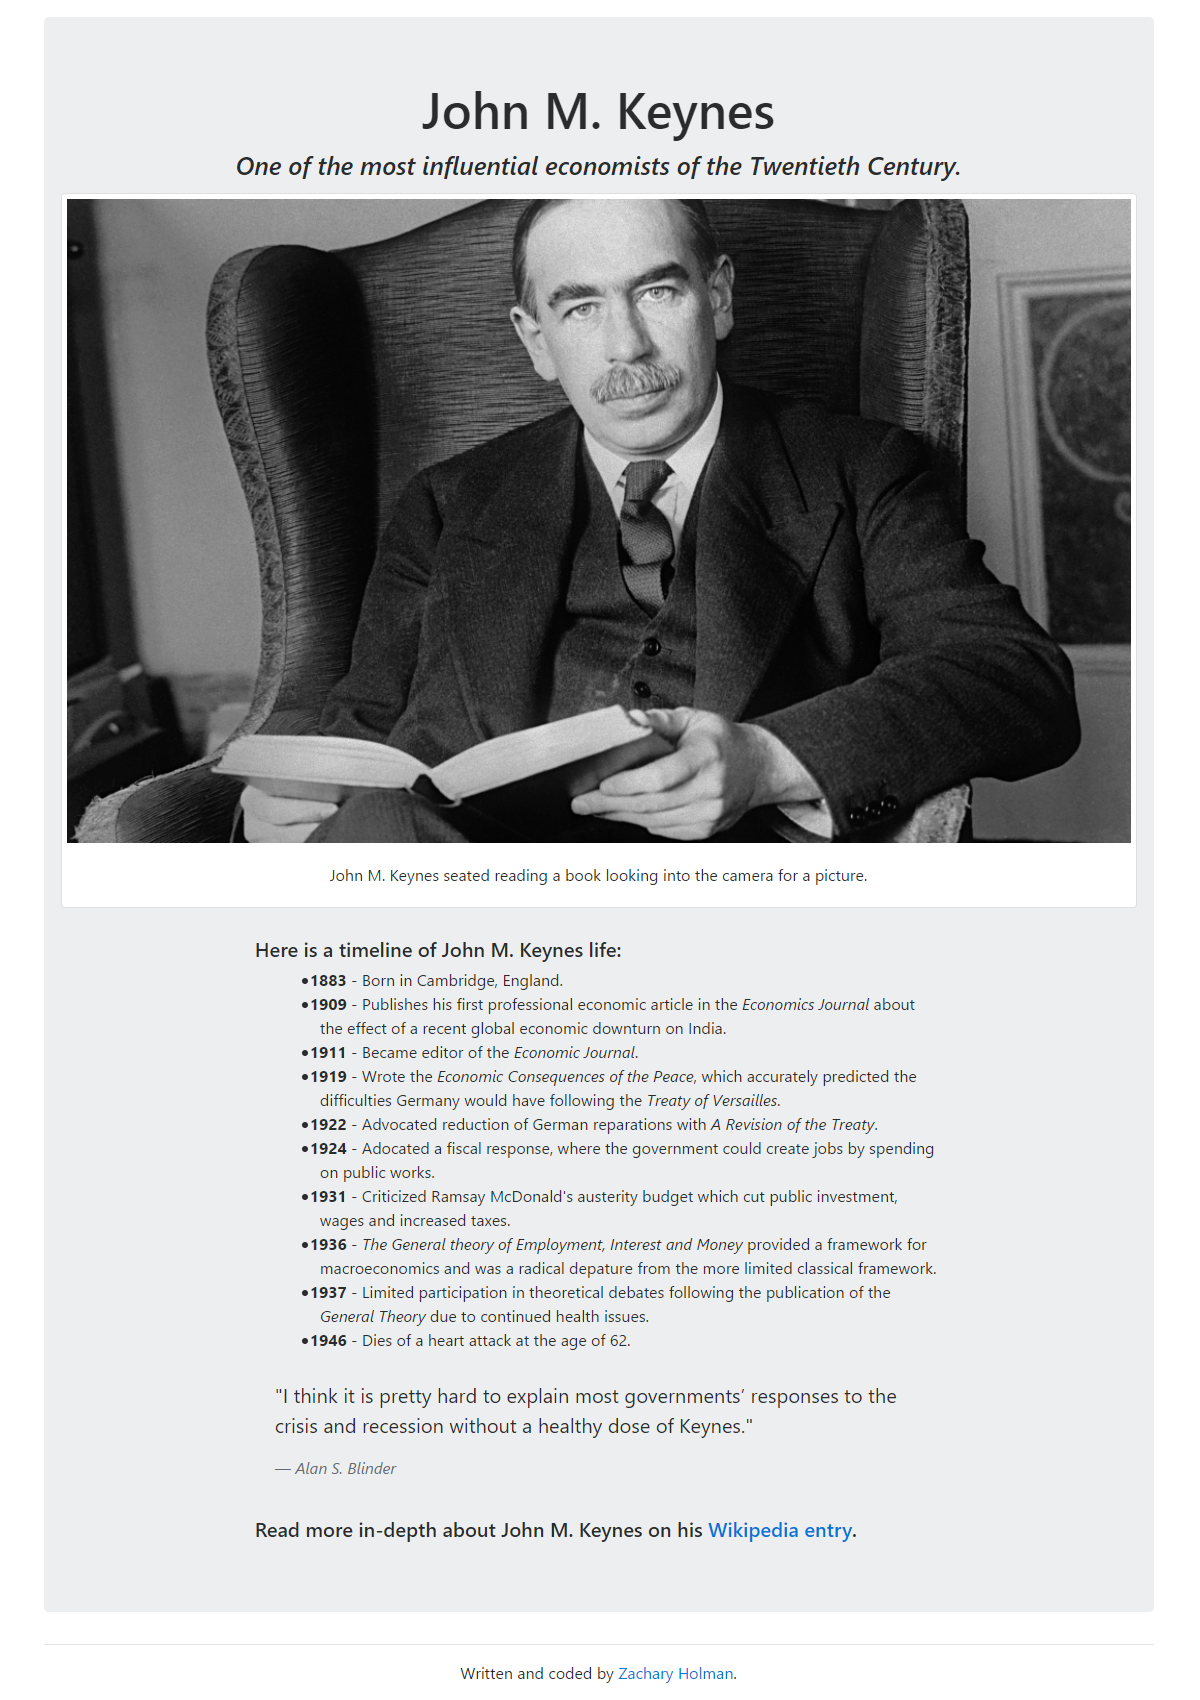 John M. Keynes
One of the most influential economists of the Twentieth Century.
John M. Keynes seated reading a book looking into the camera for a picture.
Here is a timeline of John M. Keynes life:
•1883 - Born in Cambridge, England.
•1909 - Publishes his first professional economic article in the Economics Journal about
the effect of a recent global economic downturn on India.
•1911 - Became editor of the Economic Journal.
•1919 - Wrote the Economic Consequences of the Peace, which accurately predicted the
difficulties Germany would have following the Treaty of Versailles.
•1922 - Advocated reduction of German reparations with A Revision of the Treaty.
•1924 - Adocated a fiscal response, where the government could create jobs by spending
on public works.
•1931 - Criticized Ramsay McDonald's austerity budget which cut public investment,
wages and increased taxes.
•1936 - The General theory of Employment, Interest and Money provided a framework for
macroeconomics and was a radical depature from the more limited classical framework.
•1937 - Limited participation in theoretical debates following the publication of the
General Theory due to continued health issues.
•1946 - Dies of a heart attack at the age of 62.
"I think it is pretty hard to explain most governments’ responses to the
crisis and recession without a healthy dose of Keynes."
— Alan S. Blinder
Read more in-depth about John M. Keynes on his Wikipedia entry.
Written and coded by Zachary Holman.